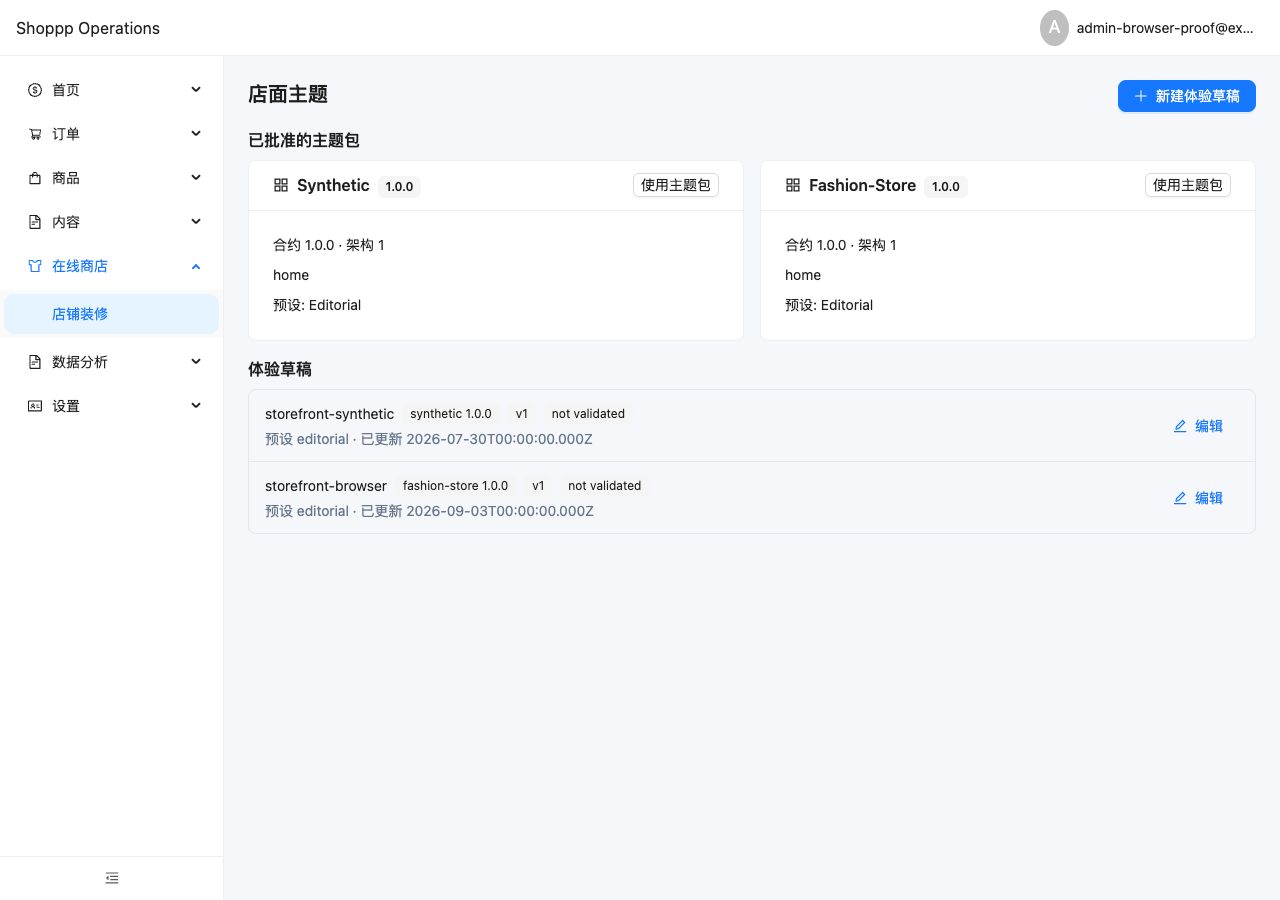 Shoppp Operations
A admin-browser-proof@ex...
首页
订单
商品
内容
在线商店
店铺装修
数据分析
设置
店面主题
新建体验草稿
已批准的主题包
Synthetic 1.0.0 使用主题包
合约 1.0.0 · 架构 1
home
预设: Editorial
Fashion-Store 1.0.0 使用主题包
合约 1.0.0 · 架构 1
home
预设: Editorial
体验草稿
storefront-synthetic synthetic 1.0.0 v1 not validated
预设 editorial · 已更新 2026-07-30T00:00:00.000Z
编辑
storefront-browser fashion-store 1.0.0 v1 not validated
预设 editorial · 已更新 2026-09-03T00:00:00.000Z
编辑